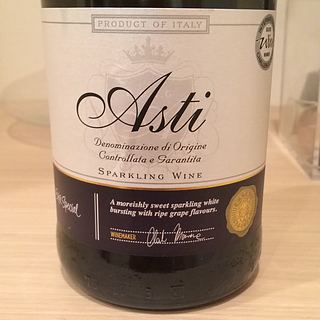 PRODUCT OF ITALY
Asti
Denominazione di Origine
Controllata e Garantita
SPARKLING WINE
Special
A moreishly sweet sparkling white
bursting with ripe grape flavours.
WINEMAKER